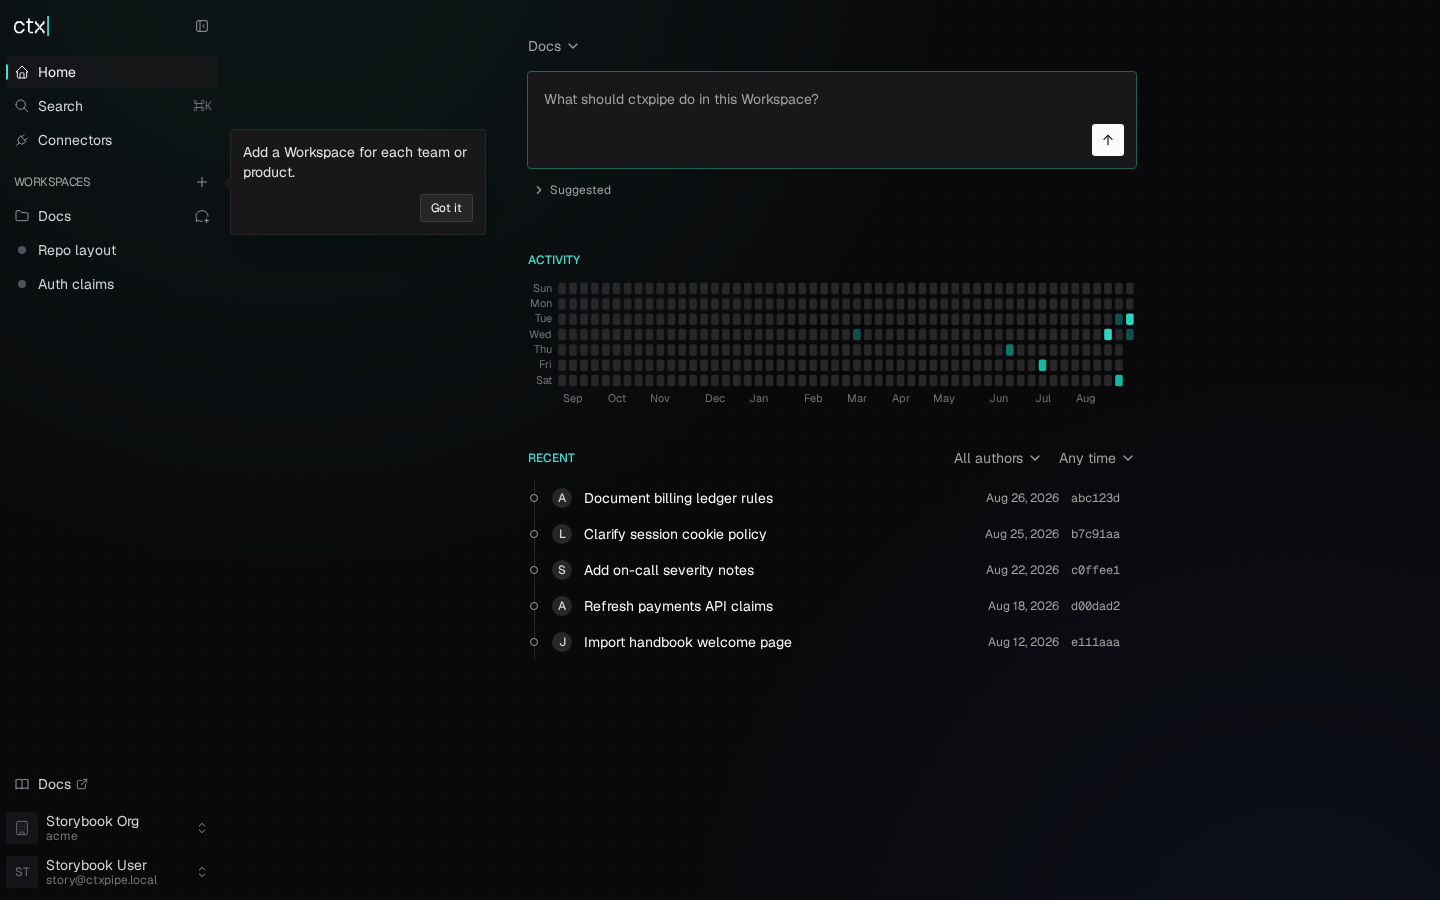 ctx
Home
Search ⌘K
Connectors
WORKSPACES
Docs
Repo layout
Auth claims
Add a Workspace for each team or
product.
Got it
Docs
What should ctxpipe do in this Workspace?
Suggested
ACTIVITY
Sun
Mon
Tue
Wed
Thu
Fri
Sat
Sep Oct Nov Dec Jan Feb Mar Apr May Jun Jul Aug
RECENT All authors Any time
A Document billing ledger rules Aug 26, 2026 abc123d
L Clarify session cookie policy Aug 25, 2026 b7c91aa
S Add on-call severity notes Aug 22, 2026 c0ffee1
A Refresh payments API claims Aug 18, 2026 d00dad2
J Import handbook welcome page Aug 12, 2026 e111aaa
Docs
Storybook Org
acme
ST Storybook User
story@ctxpipe.local